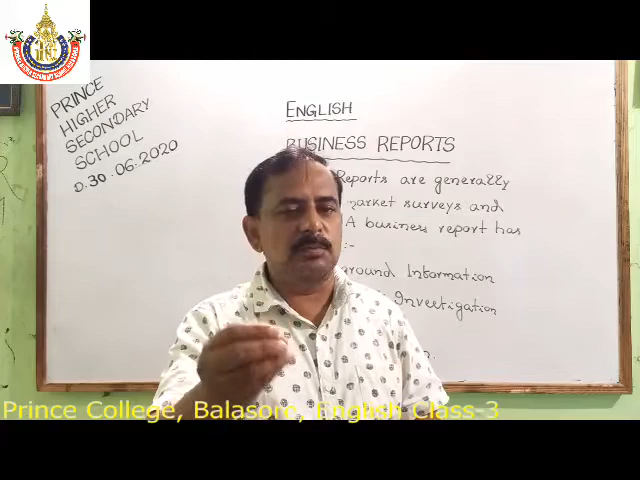 PRINCE
HIGHER
SECONDARY
SCHOOL
D.30.06.2020
ENGLISH
BUSINESS REPORTS
Reports are generally
market surveys and
A business report has
:-
Information
Investigation
Prince College, Balasore, English Class-3